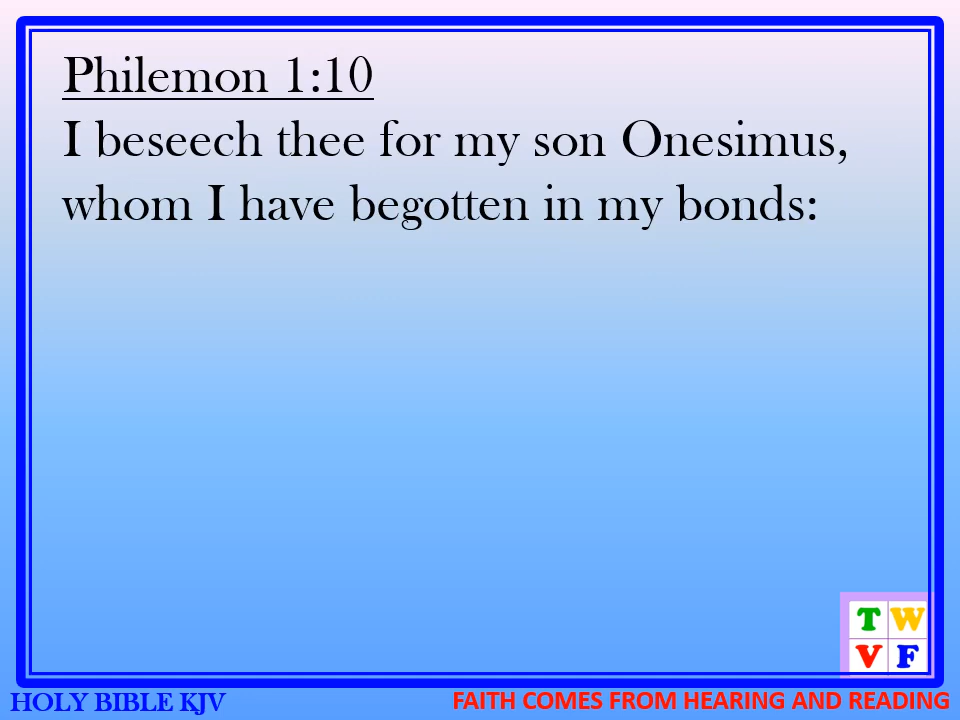 Philemon 1:10
I beseech thee for my son Onesimus,
whom I have begotten in my bonds:
T W
V F
HOLY BIBLE KJV
FAITH COMES FROM HEARING AND READING